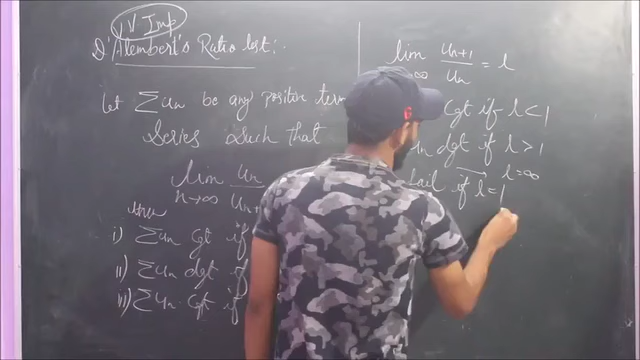 V Imp
D'Alembert's Ratio test:-
Let Σun be any positive term
Series such that
lim un
n→∞ un+
then
i) Σun cgt if
ii) Σun dgt if
iii) Σun cgt if
lim un+1 = l
∞ un
cgt if l<1
n dgt if l>1
l=∞
fail if l=1